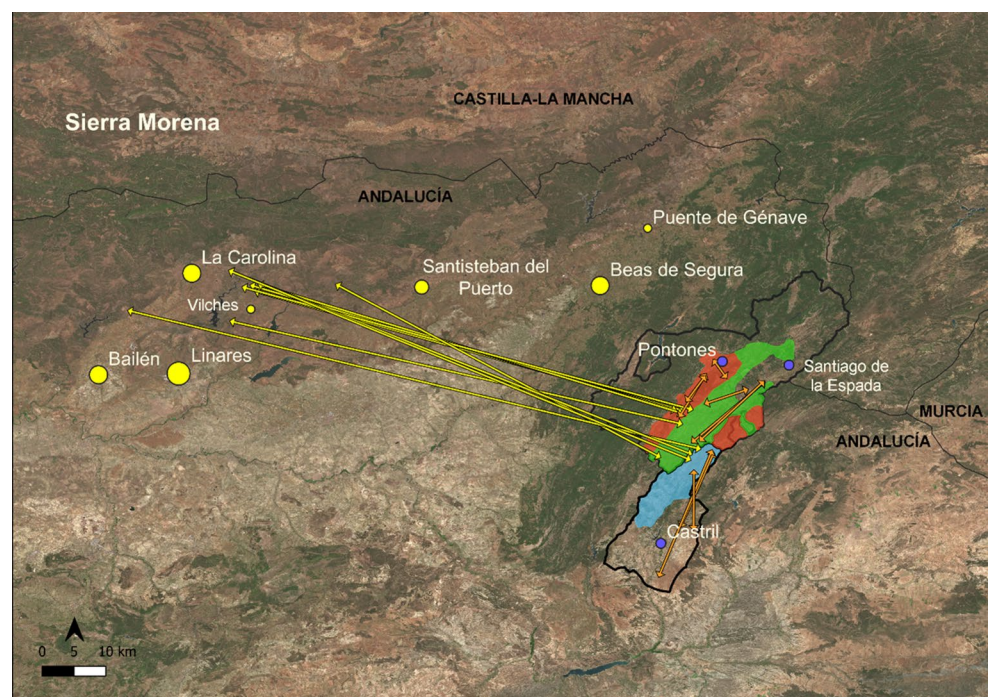 CASTILLA-LA MANCHA
Sierra Morena
ANDALUCÍA
Puente de Génave
La Carolina
Santisteban del
Puerto
Beas de Segura
Vilches
Bailén
Linares
Pontones
Santiago de
la Espada
MURCIA
ANDALUCÍA
Castril
0 5 10 km